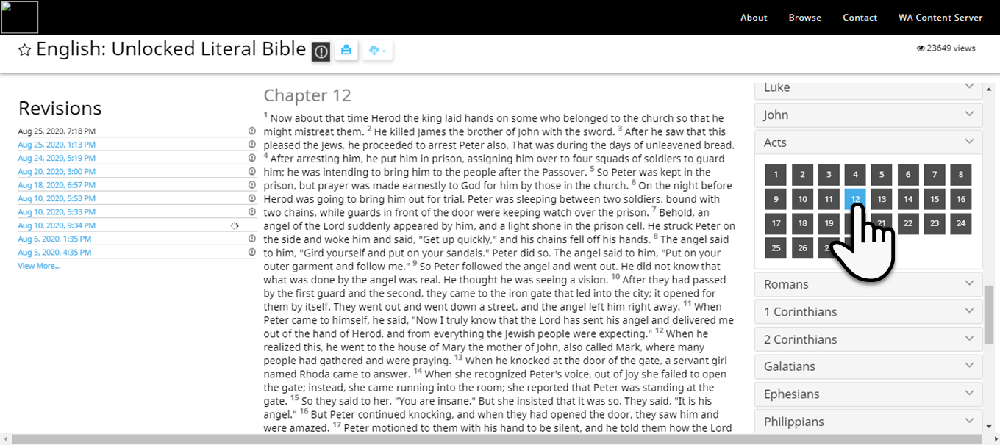 About Browse Contact WA Content Server
English: Unlocked Literal Bible
23649 views
Revisions
Aug 25, 2020, 7:18 PM
Aug 25, 2020, 1:13 PM
Aug 24, 2020, 5:19 PM
Aug 20, 2020, 3:00 PM
Aug 18, 2020, 6:57 PM
Aug 10, 2020, 5:53 PM
Aug 10, 2020, 5:33 PM
Aug 10, 2020, 9:34 PM
Aug 6, 2020, 1:35 PM
Aug 5, 2020, 4:35 PM
View More...
Chapter 12
1 Now about that time Herod the king laid hands on some who belonged to the church so that he
might mistreat them. 2 He killed James the brother of John with the sword. 3 After he saw that this
pleased the Jews, he proceeded to arrest Peter also. That was during the days of unleavened bread.
4 After arresting him, he put him in prison, assigning him over to four squads of soldiers to guard
him; he was intending to bring him to the people after the Passover. 5 So Peter was kept in the
prison, but prayer was made earnestly to God for him by those in the church. 6 On the night before
Herod was going to bring him out for trial, Peter was sleeping between two soldiers, bound with
two chains, while guards in front of the door were keeping watch over the prison. 7 Behold, an
angel of the Lord suddenly appeared by him, and a light shone in the prison cell. He struck Peter on
the side and woke him and said, "Get up quickly," and his chains fell off his hands. 8 The angel said
to him, "Gird yourself and put on your sandals." Peter did so. The angel said to him, "Put on your
outer garment and follow me." 9 So Peter followed the angel and went out. He did not know that
what was done by the angel was real. He thought he was seeing a vision. 10 After they had passed
by the first guard and the second, they came to the iron gate that led into the city; it opened for
them by itself. They went out and went down a street, and the angel left him right away. 11 When
Peter came to himself, he said, "Now I truly know that the Lord has sent his angel and delivered me
out of the hand of Herod, and from everything the Jewish people were expecting." 12 When he
realized this, he went to the house of Mary the mother of John, also called Mark, where many
people had gathered and were praying. 13 When he knocked at the door of the gate, a servant girl
named Rhoda came to answer. 14 When she recognized Peter's voice, out of joy she failed to open
the gate; instead, she came running into the room; she reported that Peter was standing at the
gate. 15 So they said to her, "You are insane." But she insisted that it was so. They said, "It is his
angel." 16 But Peter continued knocking, and when they had opened the door, they saw him and
were amazed. 17 Peter motioned to them with his hand to be silent, and he told them how the Lord
Luke
John
Acts
1 2 3 4 5 6 7 8
9 10 11 12 13 14 15 16
17 18 19 21 22 23 24
25 26
Romans
1 Corinthians
2 Corinthians
Galatians
Ephesians
Philippians